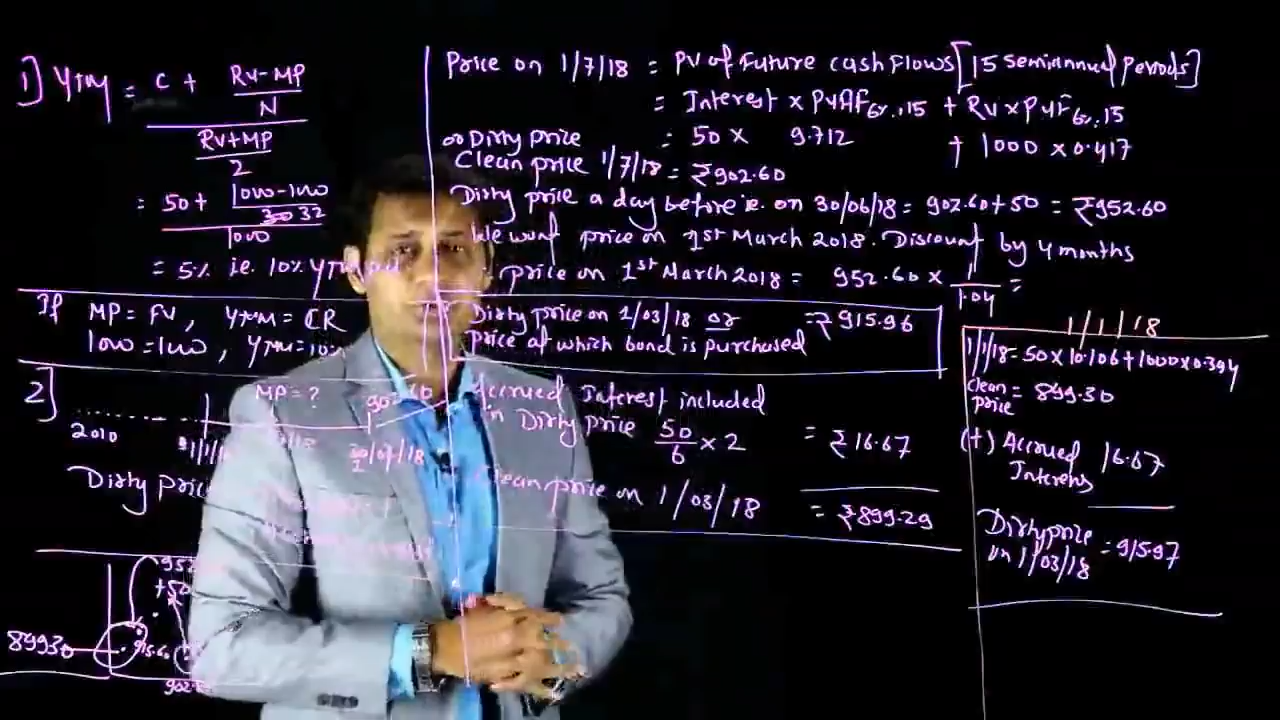 1] YTM = C + RV-MP
N
RV+MP
2
= 50 + 1000-1000
32
1000
= 5% i.e. 10% YTM
If MP = FV, YTM = CR
1000 = 1000, YTM = 10%
2] MP = ?
2010
Dirty price
+50
89930
915.60
Price on 1/7/18 = PV of Future cash Flows [15 Semiannual Periods]
= Interest × PVAF6%,15 + RV × PVF6%,15
= 50 × 9.712 + 1000 × 0.417
or Dirty price
Clean price 1/7/18 = ₹902.60
Dirty price a day before i.e. on 30/06/18 = 902.60 + 50 = ₹952.60
We want price on 1st March 2018. Discount by 4 months
∴ price on 1st March 2018 = 952.60 × 1 =
1.04
Dirty price on 1/03/18 or = ₹915.96
Price at which bond is purchased
Accrued Interest included
in Dirty price 50/6 × 2 = ₹16.67
Clean price on 1/03/18 = ₹899.29
1/1/18
1/1/18 = 50 × 10.106 + 1000 × 0.394
clean price = 899.30
(+) Accrued Interens 16.67
Dirty price on 1/03/18 = 915.97